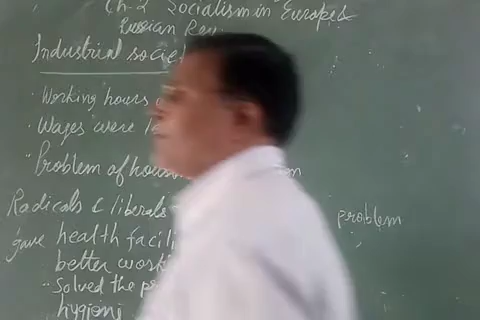 Ch-2 Socialism in Europe &
Russian Rev
Industrial socie
Working hours
Wages were
Problem of hous
Radicals & liberals problem
gave health facili
better work
Solved the
hygieni